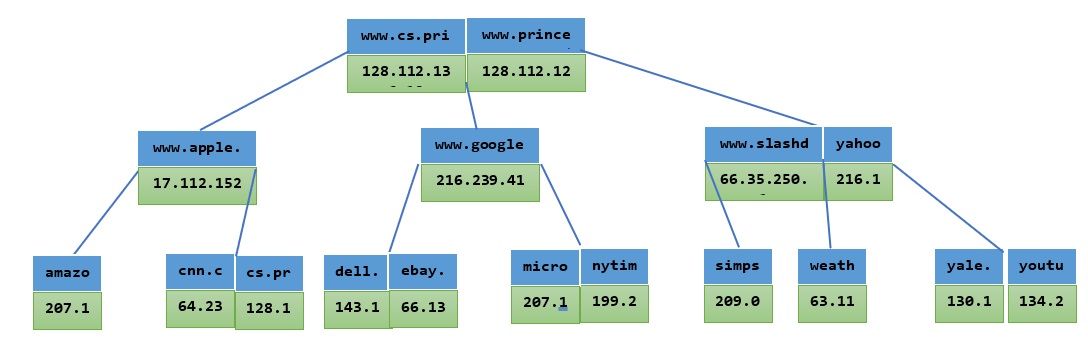 www.cs.pri www.prince
128.112.13 128.112.12
www.apple. www.google www.slashd yahoo
17.112.152 216.239.41 66.35.250. 216.1
amazo cnn.c cs.pr dell. ebay. micro nytim simps weath yale. youtu
207.1 64.23 128.1 143.1 66.13 207.1 199.2 209.0 63.11 130.1 134.2